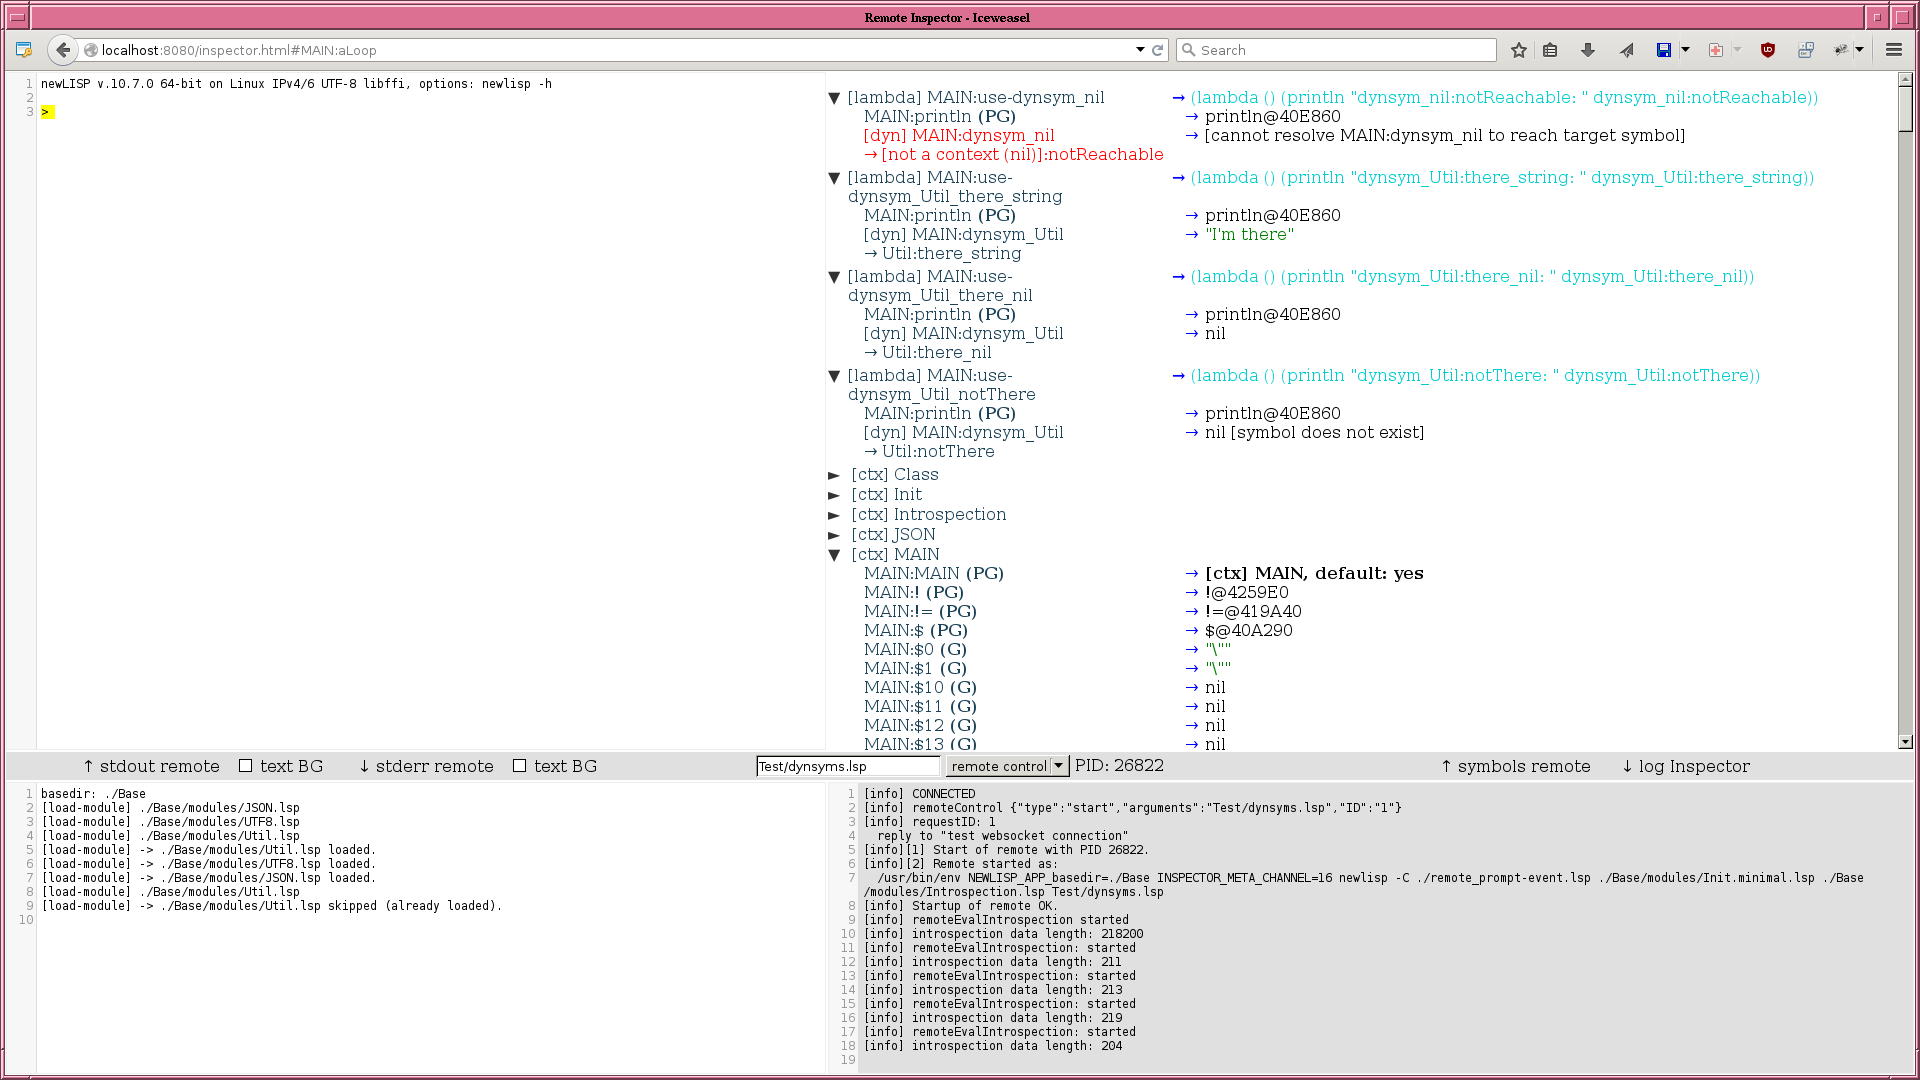 Remote Inspector - Iceweasel
localhost:8080/inspector.html#MAIN:aLoop
Search
1 newLISP v.10.7.0 64-bit on Linux IPv4/6 UTF-8 libffi, options: newlisp -h
2
3 >
▼ [lambda] MAIN:use-dynsym_nil → (lambda () (println "dynsym_nil:notReachable: " dynsym_nil:notReachable))
MAIN:println (PG) → println@40E860
[dyn] MAIN:dynsym_nil → [cannot resolve MAIN:dynsym_nil to reach target symbol]
→ [not a context (nil)]:notReachable
▼ [lambda] MAIN:use- → (lambda () (println "dynsym_Util:there_string: " dynsym_Util:there_string))
dynsym_Util_there_string
MAIN:println (PG) → println@40E860
[dyn] MAIN:dynsym_Util → "I'm there"
→ Util:there_string
▼ [lambda] MAIN:use- → (lambda () (println "dynsym_Util:there_nil: " dynsym_Util:there_nil))
dynsym_Util_there_nil
MAIN:println (PG) → println@40E860
[dyn] MAIN:dynsym_Util → nil
→ Util:there_nil
▼ [lambda] MAIN:use- → (lambda () (println "dynsym_Util:notThere: " dynsym_Util:notThere))
dynsym_Util_notThere
MAIN:println (PG) → println@40E860
[dyn] MAIN:dynsym_Util → nil [symbol does not exist]
→ Util:notThere
► [ctx] Class
► [ctx] Init
► [ctx] Introspection
► [ctx] JSON
▼ [ctx] MAIN
MAIN:MAIN (PG) → [ctx] MAIN, default: yes
MAIN:! (PG) → !@4259E0
MAIN:!= (PG) → !=@419A40
MAIN:$ (PG) → $@40A290
MAIN:$0 (G) → "\""
MAIN:$1 (G) → "\""
MAIN:$10 (G) → nil
MAIN:$11 (G) → nil
MAIN:$12 (G) → nil
MAIN:$13 (G) → nil
↑ stdout remote text BG ↓ stderr remote text BG Test/dynsyms.lsp remote control PID: 26822 ↑ symbols remote ↓ log Inspector
1 basedir: ./Base
2 [load-module] ./Base/modules/JSON.lsp
3 [load-module] ./Base/modules/UTF8.lsp
4 [load-module] ./Base/modules/Util.lsp
5 [load-module] -> ./Base/modules/Util.lsp loaded.
6 [load-module] -> ./Base/modules/UTF8.lsp loaded.
7 [load-module] -> ./Base/modules/JSON.lsp loaded.
8 [load-module] ./Base/modules/Util.lsp
9 [load-module] -> ./Base/modules/Util.lsp skipped (already loaded).
10
1 [info] CONNECTED
2 [info] remoteControl {"type":"start","arguments":"Test/dynsyms.lsp","ID":"1"}
3 [info] requestID: 1
4 reply to "test websocket connection"
5 [info][1] Start of remote with PID 26822.
6 [info][2] Remote started as:
7 /usr/bin/env NEWLISP_APP_basedir=./Base INSPECTOR_META_CHANNEL=16 newlisp -C ./remote_prompt-event.lsp ./Base/modules/Init.minimal.lsp ./Base
/modules/Introspection.lsp Test/dynsyms.lsp
8 [info] Startup of remote OK.
9 [info] remoteEvalIntrospection started
10 [info] introspection data length: 218200
11 [info] remoteEvalIntrospection: started
12 [info] introspection data length: 211
13 [info] remoteEvalIntrospection: started
14 [info] introspection data length: 213
15 [info] remoteEvalIntrospection: started
16 [info] introspection data length: 219
17 [info] remoteEvalIntrospection: started
18 [info] introspection data length: 204
19